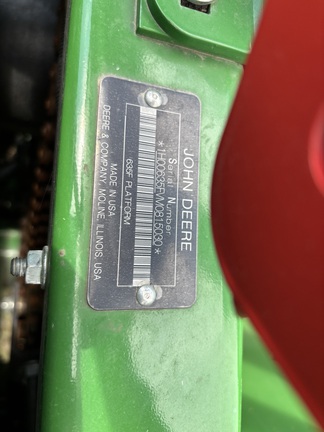 JOHN DEERE
Serial Number
*1H00635FVM0815030*
635F PLATFORM
MADE IN USA
DEERE & COMPANY, MOLINE, ILLINOIS, USA